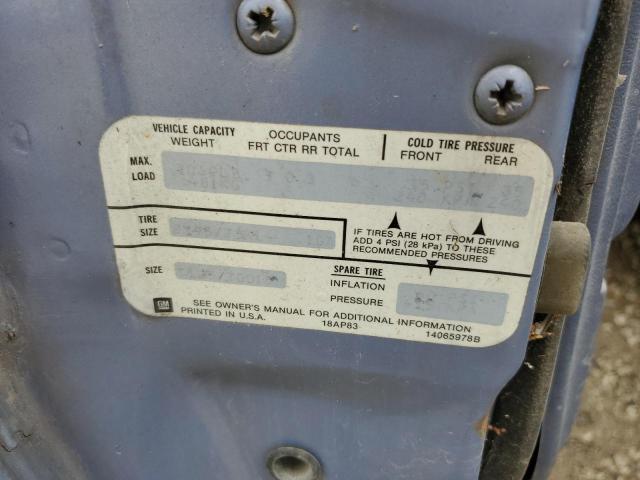 VEHICLE CAPACITY OCCUPANTS COLD TIRE PRESSURE
WEIGHT FRT CTR RR TOTAL FRONT REAR
MAX.
LOAD
TIRE
SIZE
IF TIRES ARE HOT FROM DRIVING
ADD 4 PSI (28 kPa) TO THESE
RECOMMENDED PRESSURES
SPARE TIRE
SIZE INFLATION
PRESSURE
GM
SEE OWNER'S MANUAL FOR ADDITIONAL INFORMATION
PRINTED IN U.S.A. 18AP83 14065978B